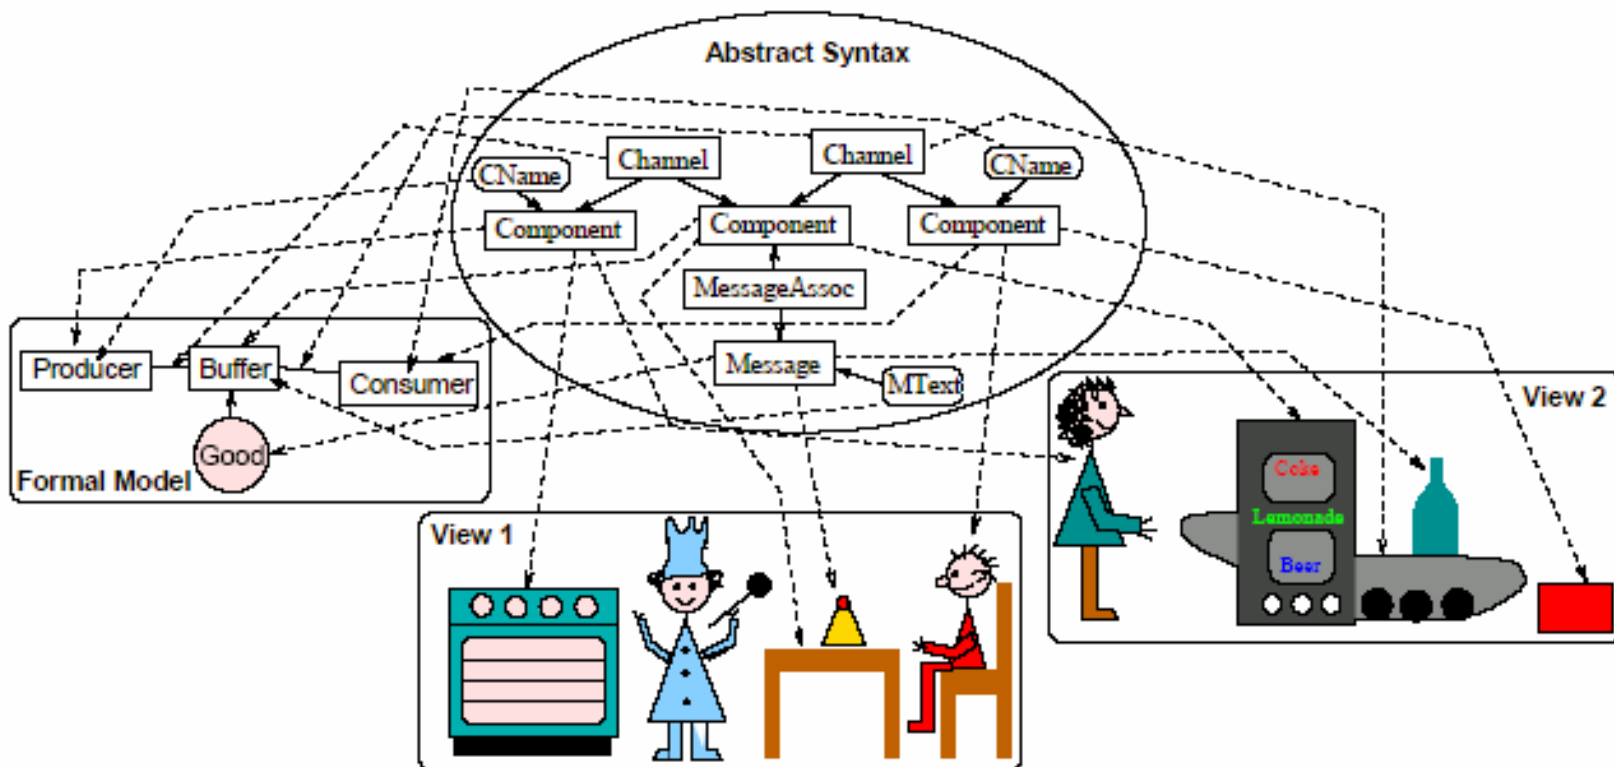 Abstract Syntax
Channel
Channel
CName
CName
Component
Component
Component
MessageAssoc
Message
MText
Producer
Buffer
Consumer
Good
Formal Model
View 1
View 2
Coke
Lemonade
Beer